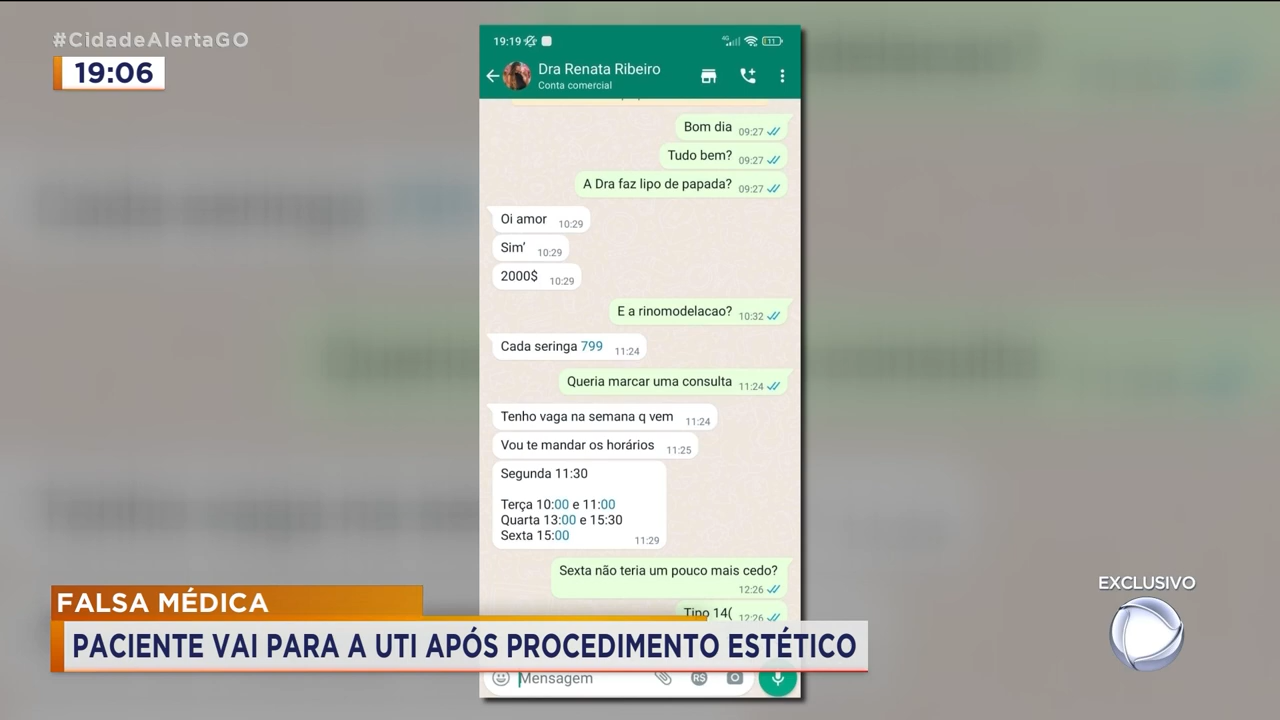 #CidadeAlertaGO
19:06
19:19
4G
11
Dra Renata Ribeiro
Conta comercial
Bom dia 09:27
Tudo bem? 09:27
A Dra faz lipo de papada? 09:27
Oi amor 10:29
Sim' 10:29
2000$ 10:29
E a rinomodelacao? 10:32
Cada seringa 799 11:24
Queria marcar uma consulta 11:24
Tenho vaga na semana q vem 11:24
Vou te mandar os horários 11:25
Segunda 11:30
Terça 10:00 e 11:00
Quarta 13:00 e 15:30
Sexta 15:00 11:29
Sexta não teria um pouco mais cedo?
12:26
Tipo 14( 12:26
Mensagem
R$
FALSA MÉDICA
PACIENTE VAI PARA A UTI APÓS PROCEDIMENTO ESTÉTICO
EXCLUSIVO